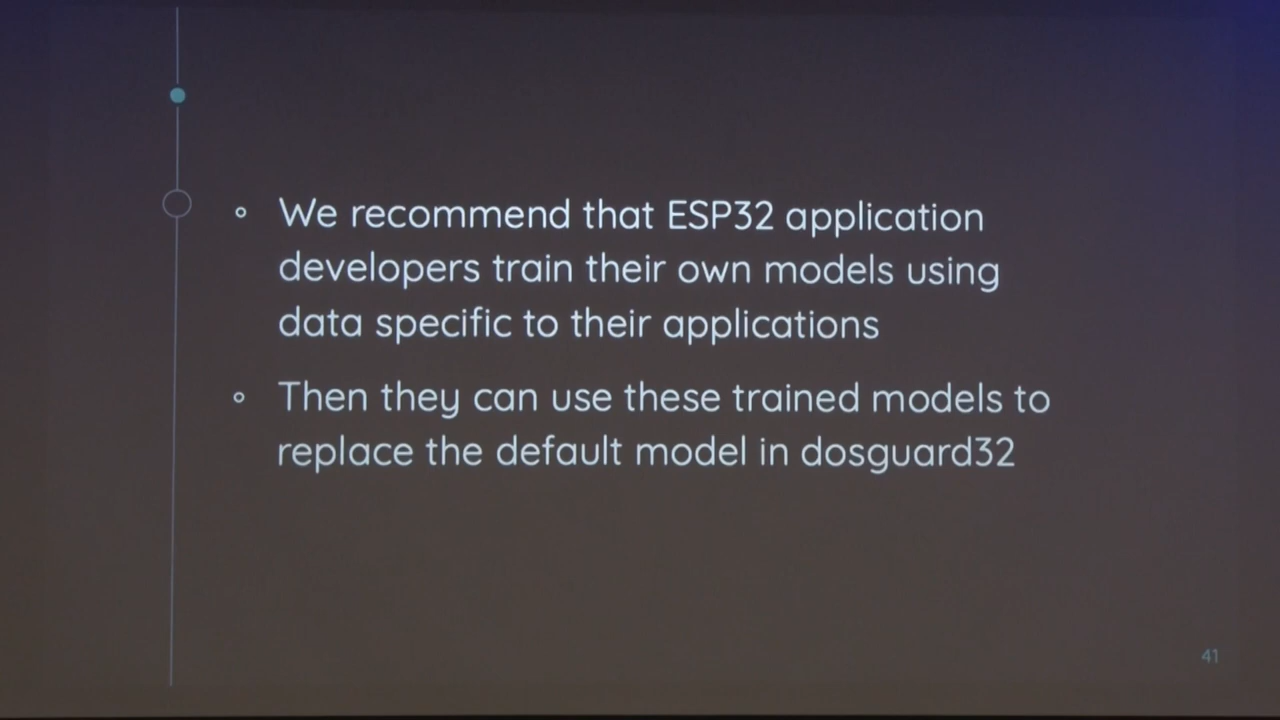 We recommend that ESP32 application
developers train their own models using
data specific to their applications
Then they can use these trained models to
replace the default model in dosguard32
41